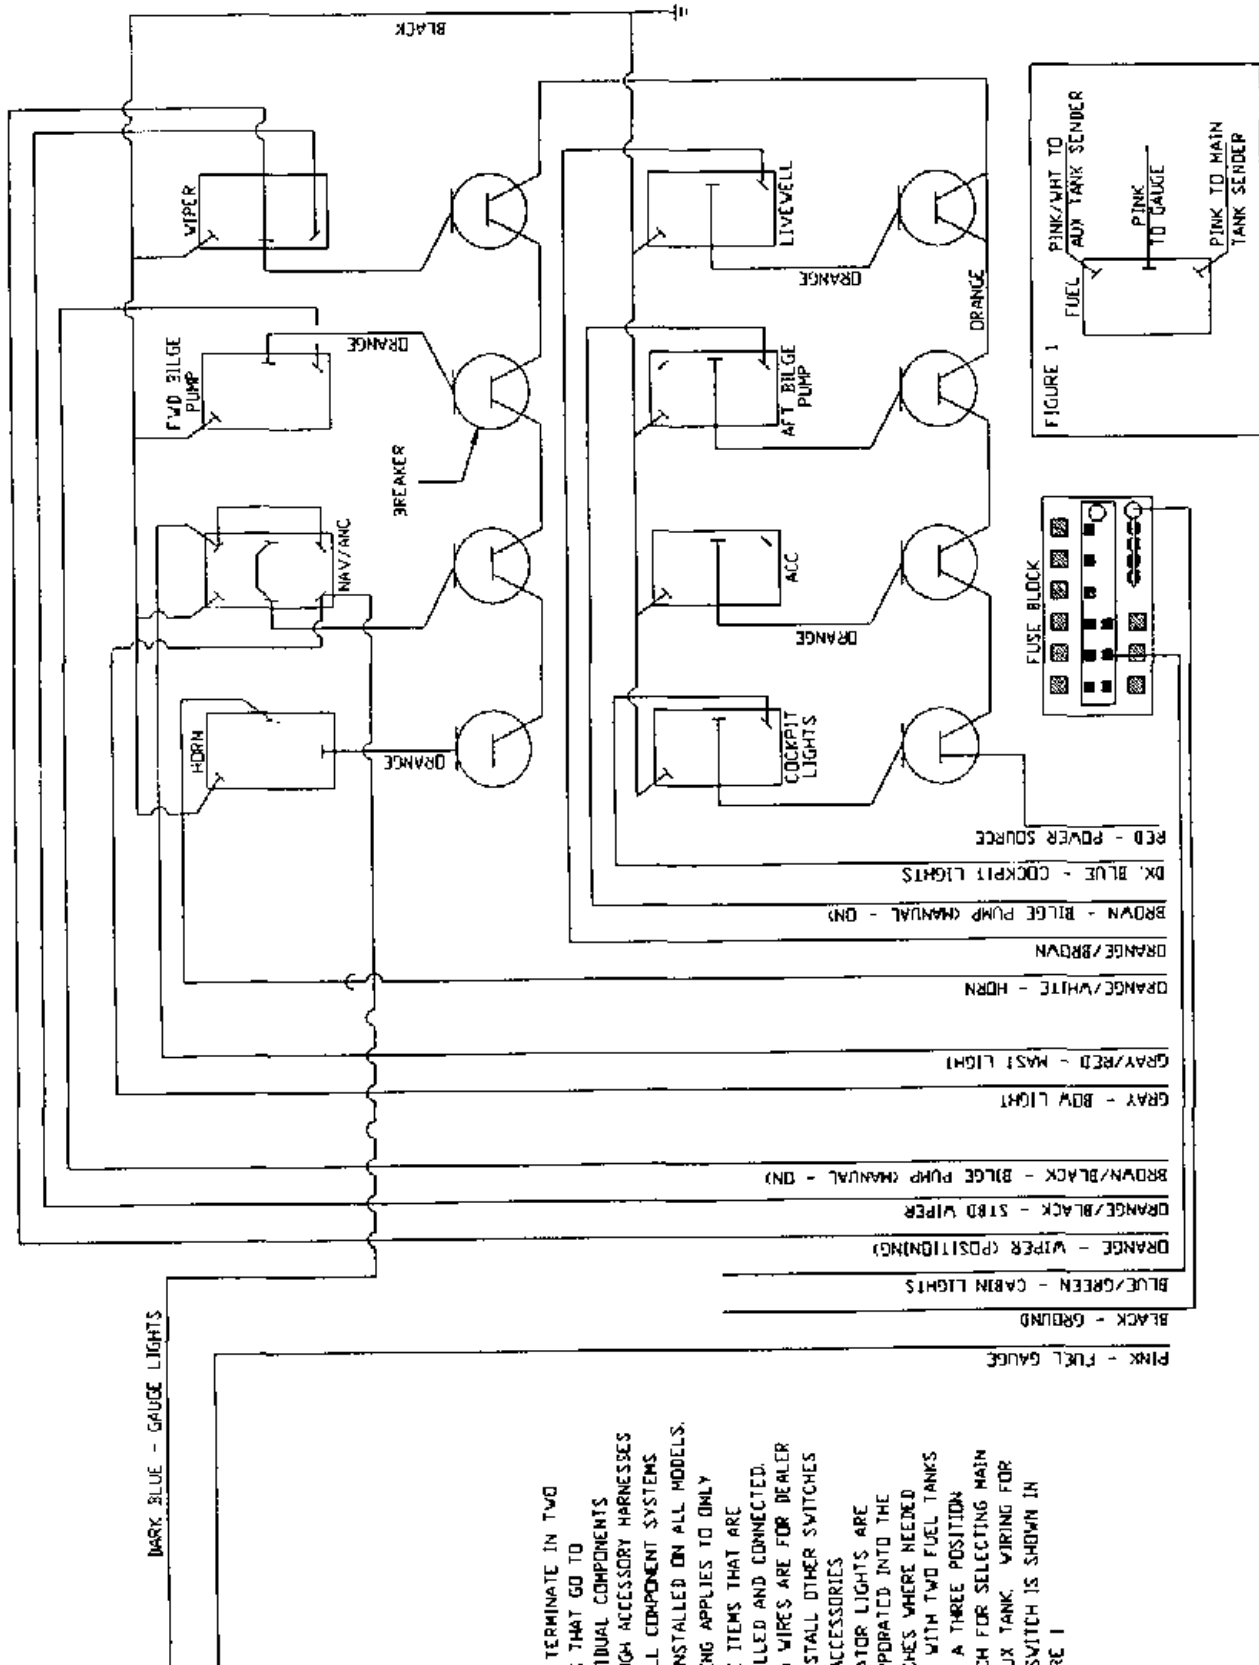 BLACK
WIPER
FWD BILGE
PUMP
ORANGE
BREAKER
NAV/ANC
HORN
ORANGE
LIVEWELL
ORANGE
AFT BILGE
PUMP
ORANGE
ACC
ORANGE
COCKPIT
LIGHTS
FUEL
PINK/WHT TO
AUX TANK SENDER
PINK
TO GAUGE
PINK TO MAIN
TANK SENDER
FIGURE 1
FUSE BLOCK
RED - POWER SOURCE
DK. BLUE - COCKPIT LIGHTS
BROWN - BILGE PUMP (MANUAL - ON)
ORANGE/BROWN
ORANGE/WHITE - HORN
GRAY/RED - MAST LIGHT
GRAY - BOW LIGHT
BROWN/BLACK - BILGE PUMP (MANUAL - ON)
ORANGE/BLACK - STBD WIPER
ORANGE - WIPER (POSITIONING)
BLUE/GREEN - CABIN LIGHTS
BLACK - GROUND
PINK - FUEL GAUGE
DARK BLUE - GAUGE LIGHTS
TERMINATE IN TWO
THAT GO TO
IDUAL COMPONENTS
UGH ACCESSORY HARNESSES
LL COMPONENT SYSTEMS
NSTALLED ON ALL MODELS.
NG APPLIES TO ONLY
ITEMS THAT ARE
LLED AND CONNECTED.
WIRES ARE FOR DEALER
STALL OTHER SWITCHES
ACCESSORIES
ATOR LIGHTS ARE
RPORATED INTO THE
CHES WHERE NEEDED
WITH TWO FUEL TANKS
A THREE POSITION
CH FOR SELECTING MAIN
UX TANK. WIRING FOR
SWITCH IS SHOWN IN
RE 1